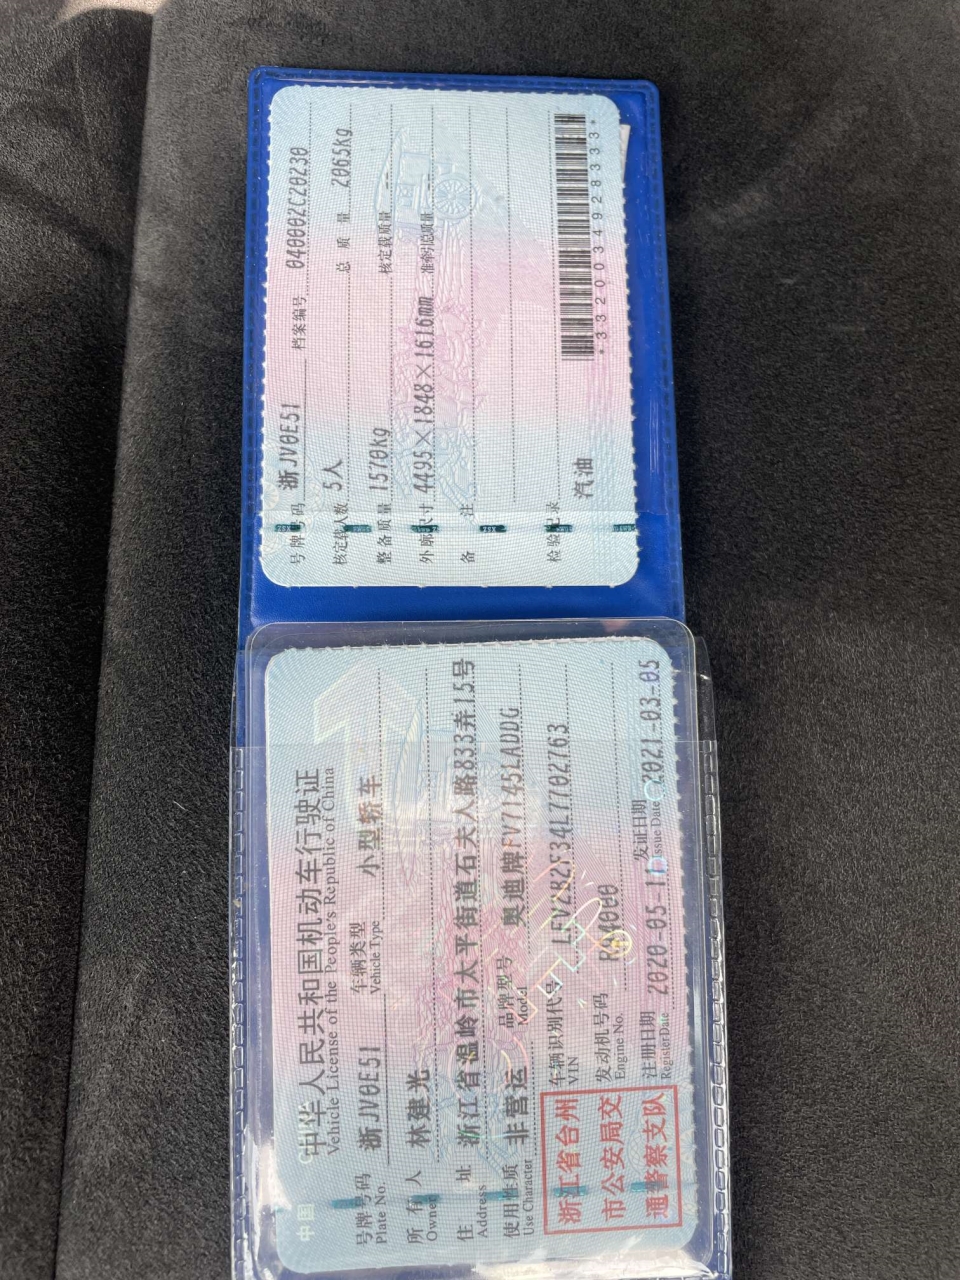 中华人民共和国机动车行驶证
Vehicle License of the People's Republic of China
号牌号码 浙JV0E51 车辆类型 小型轿车
Plate No. Vehicle Type
所有人 林建光
Owner
住址 浙江省温岭市太平街道石夫人路833弄15号
Address
使用性质 非营运 品牌型号 奥迪牌FV7145LADDG
Use Character Model
浙江省台州
市公安局交
通警察支队
车辆识别代号 LFV2B2F34L7702763
VIN
发动机号码
Engine No.
注册日期 2020-05-11 发证日期 2021-03-05
Register Date Issue Date
号牌号码 浙JV0E51 档案编号 040002C20230
核定载人数 5人 总质量 2065kg
整备质量 1570kg 核定载质量
外廓尺寸 4495×1848×1616mm 准牵引总质量
备注
检验记录
汽油
*3320034928333*